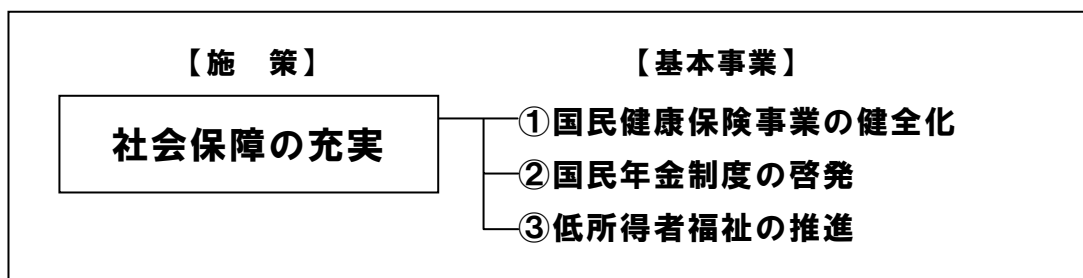 【施　策】　【基本事業】
社会保障の充実
①国民健康保険事業の健全化
②国民年金制度の啓発
③低所得者福祉の推進